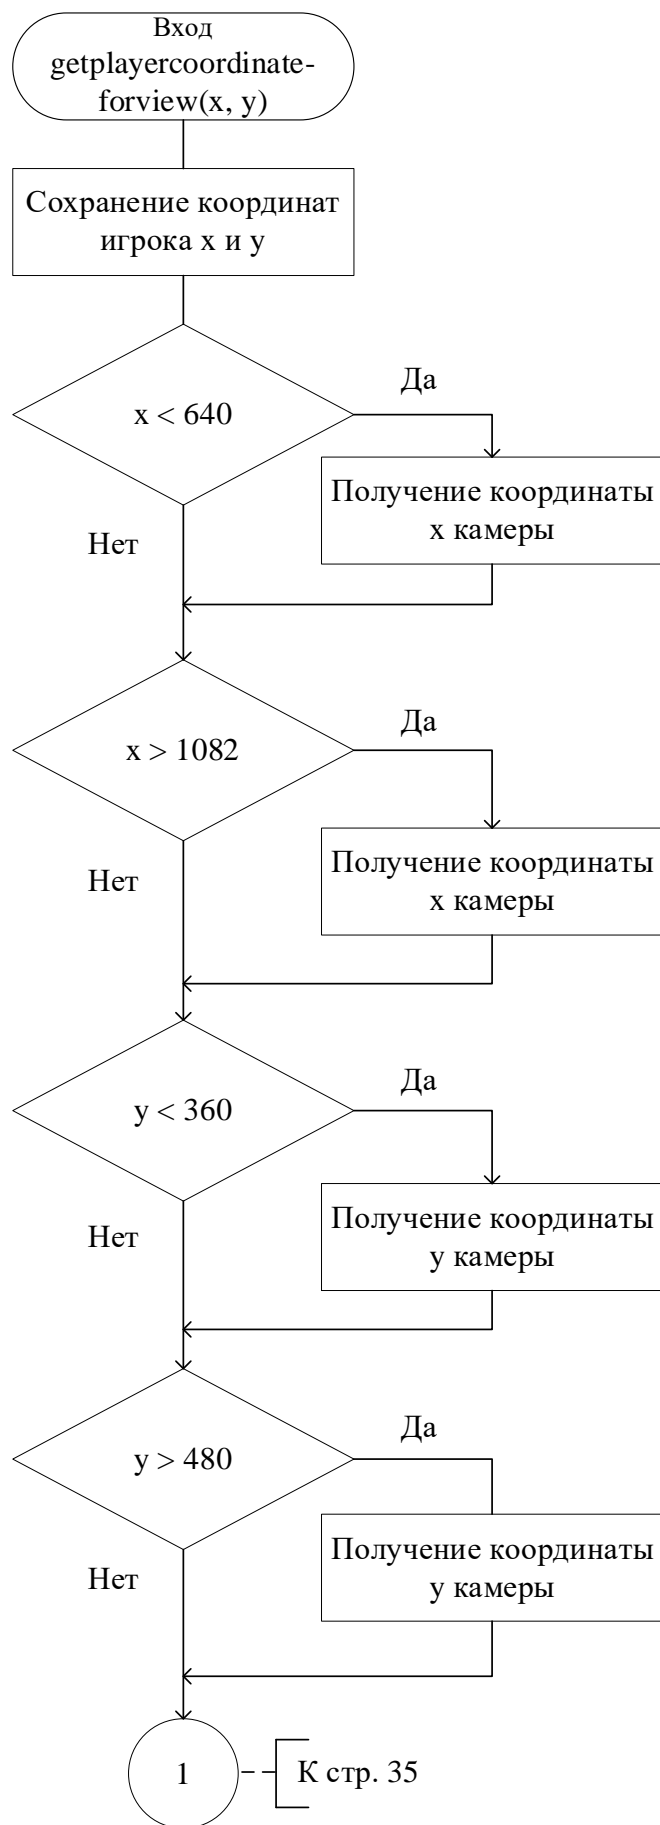 Вход
getplayercoordinate-
forview(x, y)
Сохранение координат
игрока x и y
x < 640
Да
Получение координаты
x камеры
Нет
x > 1082
Да
Получение координаты
x камеры
Нет
y < 360
Да
Получение координаты
y камеры
Нет
y > 480
Да
Получение координаты
y камеры
Нет
1
К стр. 35